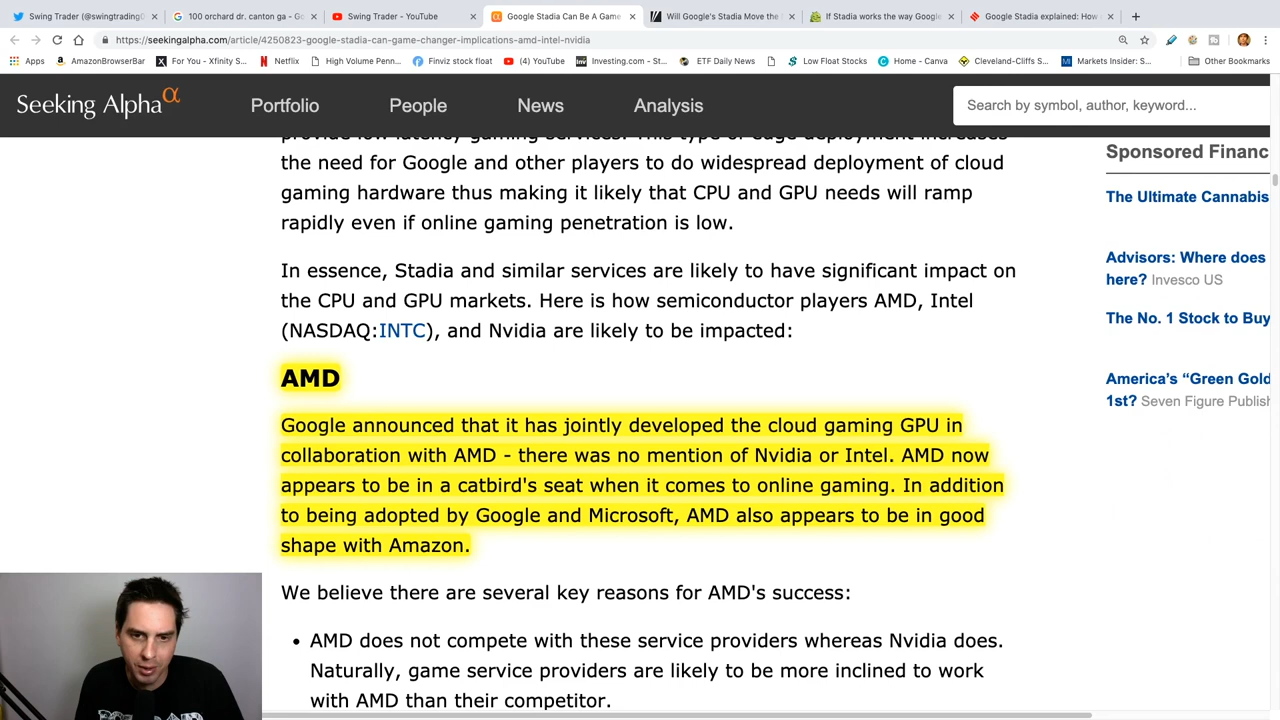 Swing Trader (@swingtradingD
100 orchard dr. canton ga - Go
Swing Trader - YouTube
Google Stadia Can Be A Game
Will Google's Stadia Move the
If Stadia works the way Google
Google Stadia explained: How
https://seekingalpha.com/article/4250823-google-stadia-can-game-changer-implications-amd-intel-nvidia
Apps
AmazonBrowserBar
For You - Xfinity S...
Netflix
High Volume Penn...
Finviz stock float
(4) YouTube
Investing.com - St...
ETF Daily News
Low Float Stocks
Home - Canva
Cleveland-Cliffs S...
Markets Insider: S...
Other Bookmarks
Seeking Alpha α
Portfolio
People
News
Analysis
Search by symbol, author, keyword...
provide low latency gaming services. This type of edge deployment increases
the need for Google and other players to do widespread deployment of cloud
gaming hardware thus making it likely that CPU and GPU needs will ramp
rapidly even if online gaming penetration is low.
In essence, Stadia and similar services are likely to have significant impact on
the CPU and GPU markets. Here is how semiconductor players AMD, Intel
(NASDAQ:INTC), and Nvidia are likely to be impacted:
AMD
Google announced that it has jointly developed the cloud gaming GPU in
collaboration with AMD - there was no mention of Nvidia or Intel. AMD now
appears to be in a catbird's seat when it comes to online gaming. In addition
to being adopted by Google and Microsoft, AMD also appears to be in good
shape with Amazon.
We believe there are several key reasons for AMD's success:
• AMD does not compete with these service providers whereas Nvidia does.
Naturally, game service providers are likely to be more inclined to work
with AMD than their competitor.
Sponsored Financ
The Ultimate Cannabis
Advisors: Where does
here? Invesco US
The No. 1 Stock to Buy
America's "Green Gold
1st? Seven Figure Publish